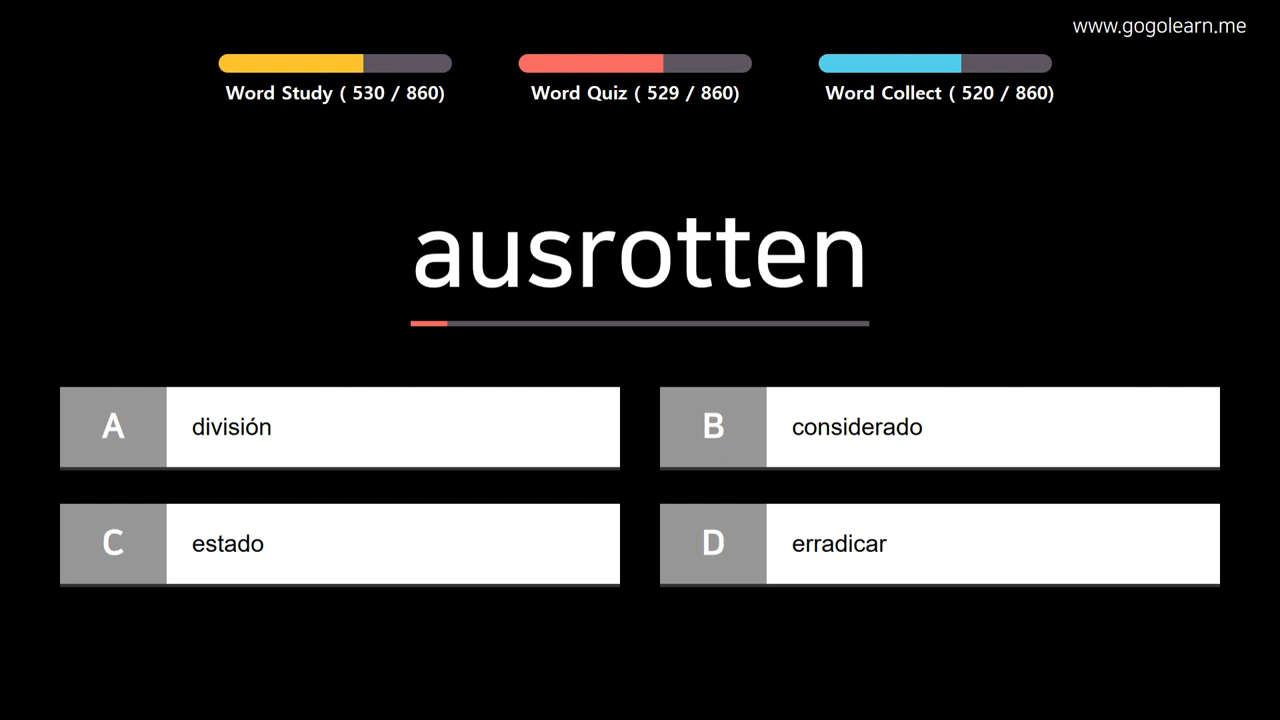 www.gogolearn.me
Word Study ( 530 / 860)
Word Quiz ( 529 / 860)
Word Collect ( 520 / 860)
ausrotten
A división
B considerado
C estado
D erradicar